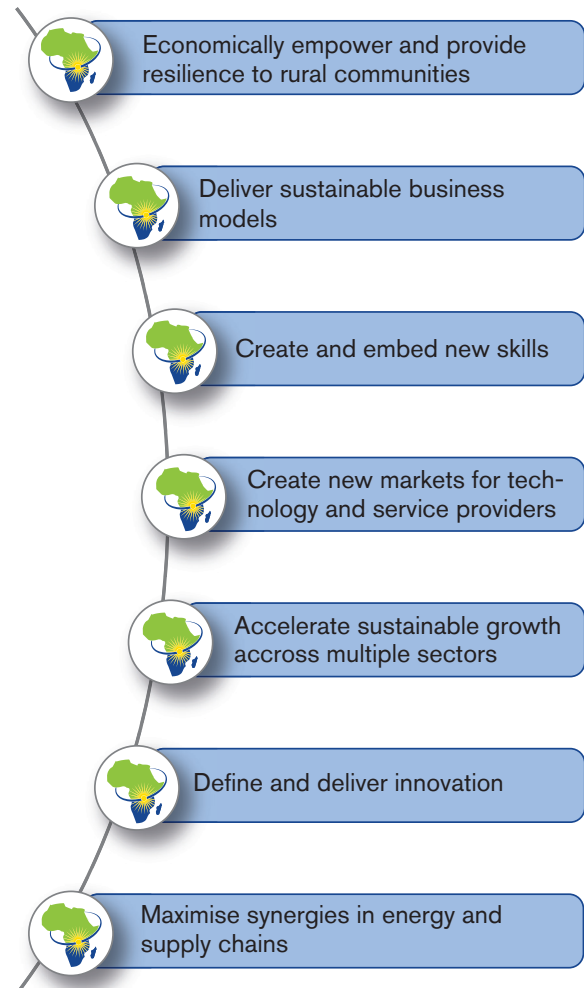 Economically empower and provide
resilience to rural communities
Deliver sustainable business
models
Create and embed new skills
Create new markets for tech-
nology and service providers
Accelerate sustainable growth
accross multiple sectors
Define and deliver innovation
Maximise synergies in energy and
supply chains